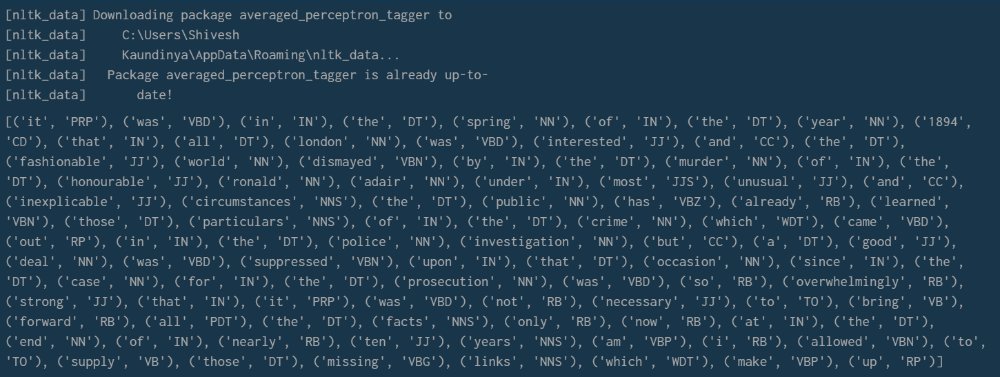 [nltk_data] Downloading package averaged_perceptron_tagger to
[nltk_data]     C:\Users\Shivesh
[nltk_data]     Kaundinya\AppData\Roaming\nltk_data...
[nltk_data]   Package averaged_perceptron_tagger is already up-to-
[nltk_data]       date!
[('it', 'PRP'), ('was', 'VBD'), ('in', 'IN'), ('the', 'DT'), ('spring', 'NN'), ('of', 'IN'), ('the', 'DT'), ('year', 'NN'), ('1894',
'CD'), ('that', 'IN'), ('all', 'DT'), ('london', 'NN'), ('was', 'VBD'), ('interested', 'JJ'), ('and', 'CC'), ('the', 'DT'),
('fashionable', 'JJ'), ('world', 'NN'), ('dismayed', 'VBN'), ('by', 'IN'), ('the', 'DT'), ('murder', 'NN'), ('of', 'IN'), ('the',
'DT'), ('honourable', 'JJ'), ('ronald', 'NN'), ('adair', 'NN'), ('under', 'IN'), ('most', 'JJS'), ('unusual', 'JJ'), ('and', 'CC'),
('inexplicable', 'JJ'), ('circumstances', 'NNS'), ('the', 'DT'), ('public', 'NN'), ('has', 'VBZ'), ('already', 'RB'), ('learned',
'VBN'), ('those', 'DT'), ('particulars', 'NNS'), ('of', 'IN'), ('the', 'DT'), ('crime', 'NN'), ('which', 'WDT'), ('came', 'VBD'),
('out', 'RP'), ('in', 'IN'), ('the', 'DT'), ('police', 'NN'), ('investigation', 'NN'), ('but', 'CC'), ('a', 'DT'), ('good', 'JJ'),
('deal', 'NN'), ('was', 'VBD'), ('suppressed', 'VBN'), ('upon', 'IN'), ('that', 'DT'), ('occasion', 'NN'), ('since', 'IN'), ('the',
'DT'), ('case', 'NN'), ('for', 'IN'), ('the', 'DT'), ('prosecution', 'NN'), ('was', 'VBD'), ('so', 'RB'), ('overwhelmingly', 'RB'),
('strong', 'JJ'), ('that', 'IN'), ('it', 'PRP'), ('was', 'VBD'), ('not', 'RB'), ('necessary', 'JJ'), ('to', 'TO'), ('bring', 'VB'),
('forward', 'RB'), ('all', 'PDT'), ('the', 'DT'), ('facts', 'NNS'), ('only', 'RB'), ('now', 'RB'), ('at', 'IN'), ('the', 'DT'),
('end', 'NN'), ('of', 'IN'), ('nearly', 'RB'), ('ten', 'JJ'), ('years', 'NNS'), ('am', 'VBP'), ('i', 'RB'), ('allowed', 'VBN'), ('to',
'TO'), ('supply', 'VB'), ('those', 'DT'), ('missing', 'VBG'), ('links', 'NNS'), ('which', 'WDT'), ('make', 'VBP'), ('up', 'RP')]